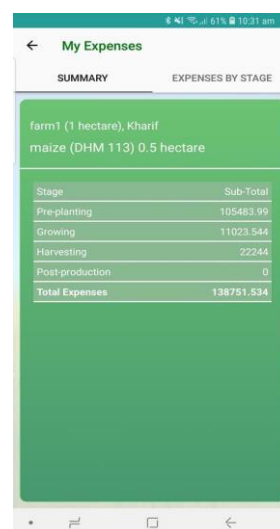 61% 10:31 am
My Expenses
SUMMARY EXPENSES BY STAGE
farm1 (1 hectare), Kharif
maize (DHM 113) 0.5 hectare
Stage Sub-Total
Pre-planting 105483.99
Growing 11023.544
Harvesting 22244
Post-production 0
Total Expenses 138751.534